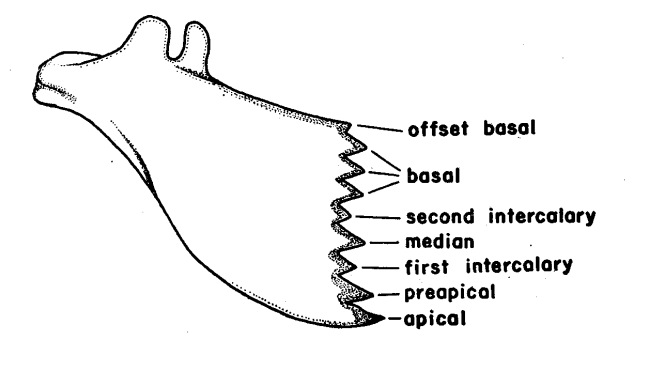 offset basal
basal
second intercalary
median
first intercalary
preapical
apical